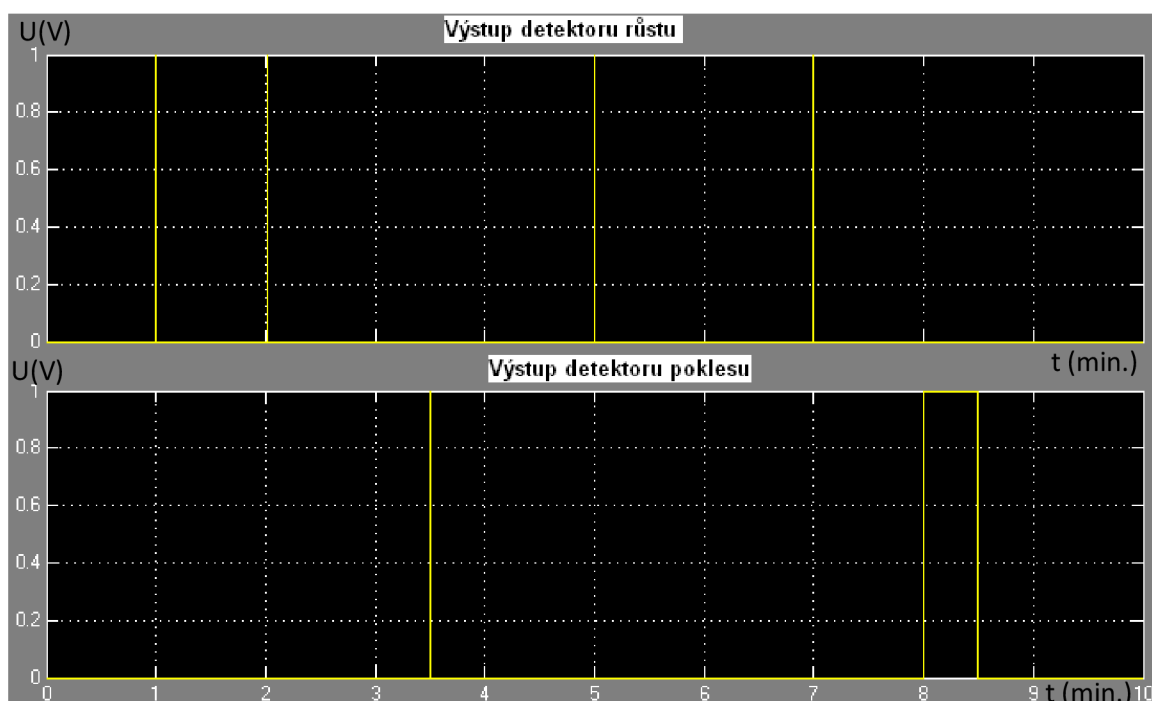 U(V)
Výstup detektoru růstu
1
0.8
0.6
0.4
0.2
0
t (min.)
U(V)
Výstup detektoru poklesu
1
0.8
0.6
0.4
0.2
0
0 1 2 3 4 5 6 7 8 9 t (min.) 10